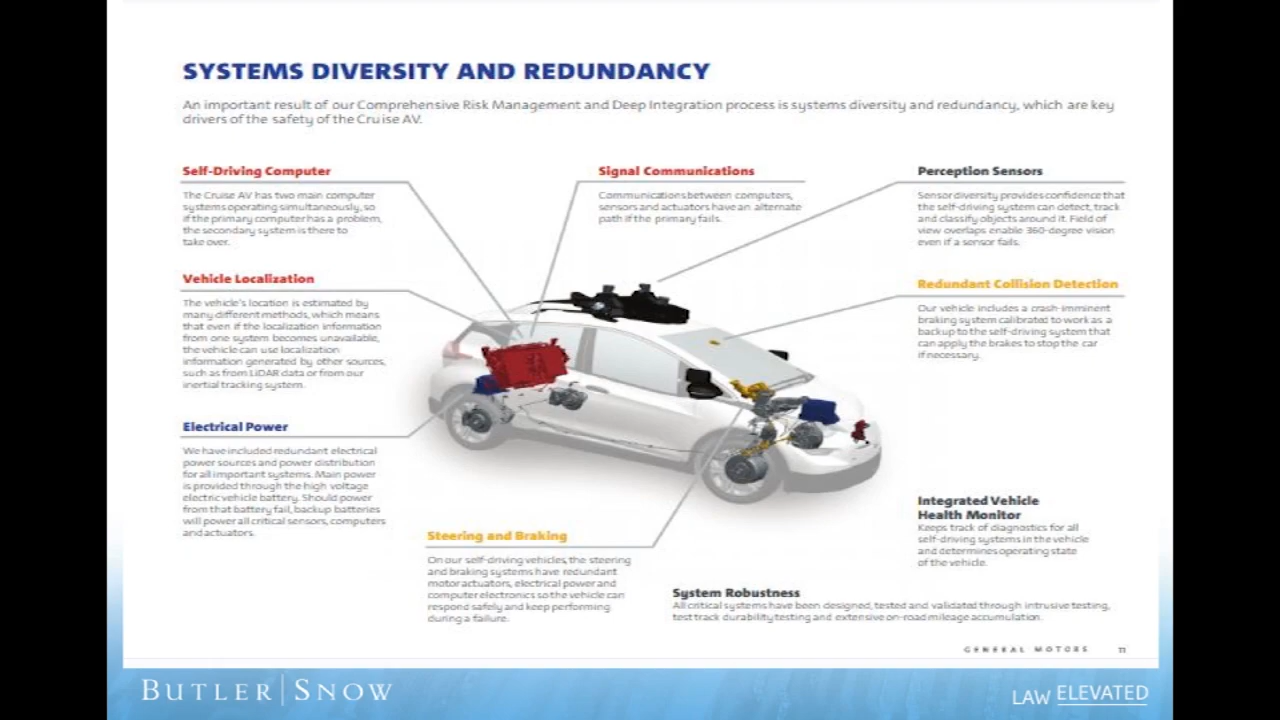 SYSTEMS DIVERSITY AND REDUNDANCY
An important result of our Comprehensive Risk Management and Deep Integration process is systems diversity and redundancy, which are key
drivers of the safety of the Cruise AV.
Self-Driving Computer
The Cruise AV has two main computer
systems operating simultaneously, so
if the primary computer has a problem,
the secondary system is there to
take over.
Vehicle Localization
The vehicle's location is estimated by
many different methods, which means
that even if the localization information
from one system becomes unavailable,
the vehicle can use localization
information generated by other sources,
such as from LiDAR data or from our
inertial tracking system.
Electrical Power
We have included redundant electrical
power sources and power distribution
for all important systems. Main power
is provided through the high voltage
electric vehicle battery. Should power
from that battery fail, backup batteries
will power all critical sensors, computers
and actuators.
Signal Communications
Communications between computers,
sensors and actuators have an alternate
path if the primary fails.
Steering and Braking
On our self-driving vehicles, the steering
and braking systems have redundant
motor actuators, electrical power and
computer electronics so the vehicle can
respond safely and keep performing
during a failure.
Perception Sensors
Sensor diversity provides confidence that
the self-driving system can detect, track
and classify objects around it. Field of
view overlaps enable 360-degree vision
even if a sensor fails.
Redundant Collision Detection
Our vehicle includes a crash-imminent
braking system calibrated to work as a
backup to the self-driving system that
can apply the brakes to stop the car
if necessary.
Integrated Vehicle
Health Monitor
Keeps track of diagnostics for all
self-driving systems in the vehicle
and determines operating state
of the vehicle.
System Robustness
All critical systems have been designed, tested and validated through intrusive testing,
test track durability testing and extensive on-road mileage accumulation.
GENERAL MOTORS 11
BUTLER | SNOW
LAW ELEVATED